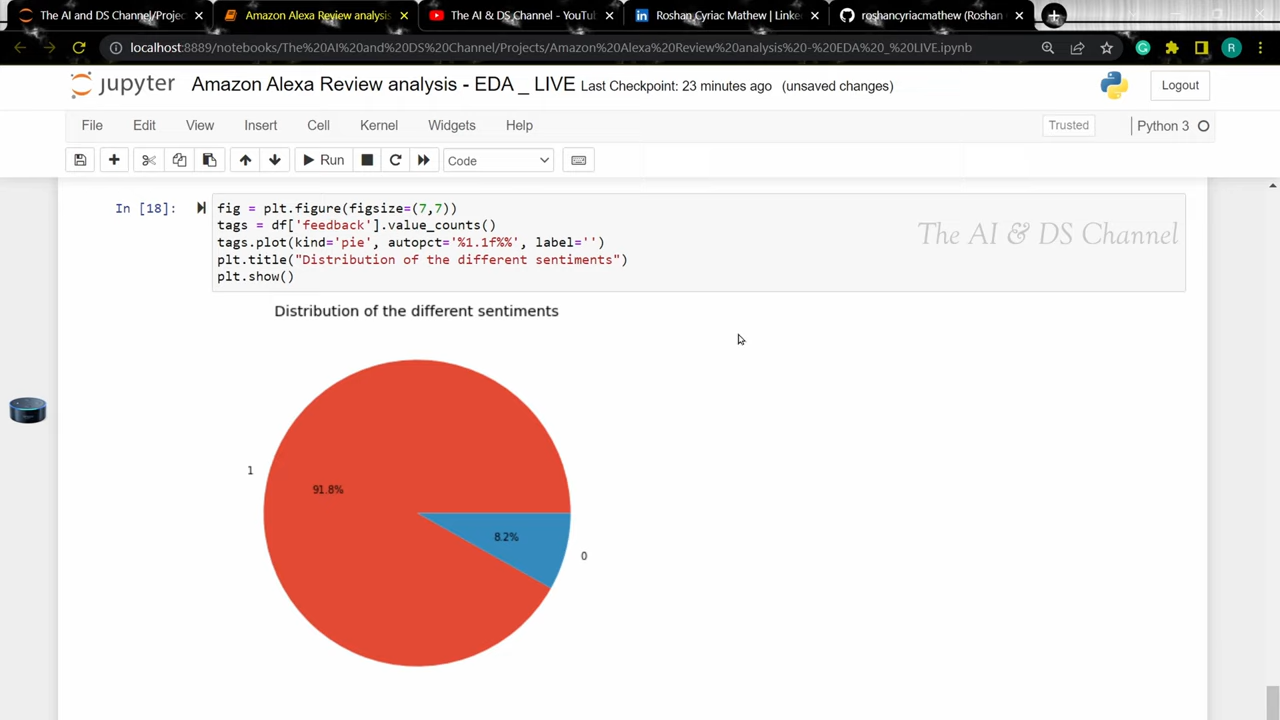 The AI and DS Channel/Projec
Amazon Alexa Review analysis
The AI & DS Channel - YouTu
Roshan Cyriac Mathew | Linke
roshancyriacmathew (Roshan
localhost:8889/notebooks/The%20AI%20and%20DS%20Channel/Projects/Amazon%20Alexa%20Review%20analysis%20-%20EDA%20_%20LIVE.ipynb
R
jupyter Amazon Alexa Review analysis - EDA _ LIVE Last Checkpoint: 23 minutes ago (unsaved changes)
Logout
File Edit View Insert Cell Kernel Widgets Help
Trusted
Python 3
Run
Code
In [18]:
fig = plt.figure(figsize=(7,7))
tags = df['feedback'].value_counts()
tags.plot(kind='pie', autopct='%1.1f%%', label='')
plt.title("Distribution of the different sentiments")
plt.show()
The AI & DS Channel
Distribution of the different sentiments
1
91.8%
8.2%
0